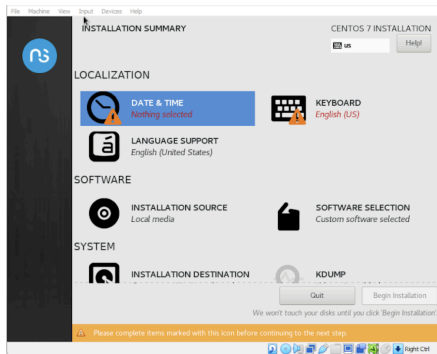 File Machine View Input Devices Help
INSTALLATION SUMMARY
CENTOS 7 INSTALLATION
us
Help!
ns
LOCALIZATION
DATE & TIME
Nothing selected
KEYBOARD
English (US)
á
LANGUAGE SUPPORT
English (United States)
SOFTWARE
INSTALLATION SOURCE
Local media
SOFTWARE SELECTION
Custom software selected
SYSTEM
INSTALLATION DESTINATION
KDUMP
Quit
Begin Installation
We won't touch your disks until you click 'Begin Installation'.
Please complete items marked with this icon before continuing to the next step.
Right Ctrl